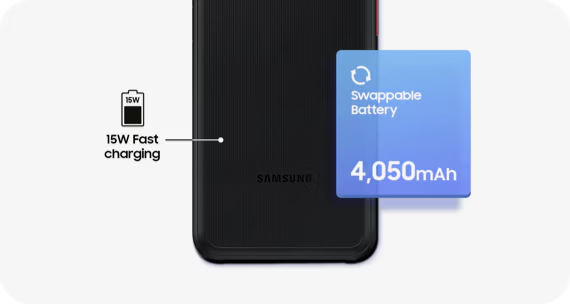 15W
15W Fast
charging
SAMSUNG
Swappable
Battery
4,050mAh